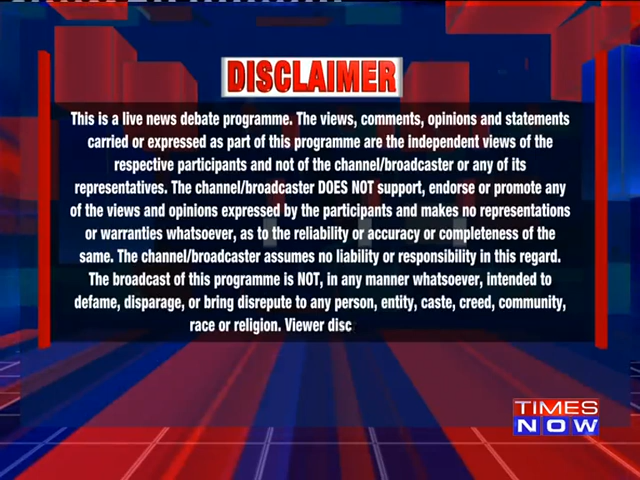 DISCLAIMER
This is a live news debate programme. The views, comments, opinions and statements
carried or expressed as part of this programme are the independent views of the
respective participants and not of the channel/broadcaster or any of its
representatives. The channel/broadcaster DOES NOT support, endorse or promote any
of the views and opinions expressed by the participants and makes no representations
or warranties whatsoever, as to the reliability or accuracy or completeness of the
same. The channel/broadcaster assumes no liability or responsibility in this regard.
The broadcast of this programme is NOT, in any manner whatsoever, intended to
defame, disparage, or bring disrepute to any person, entity, caste, creed, community,
race or religion. Viewer disc
TIMES
NOW